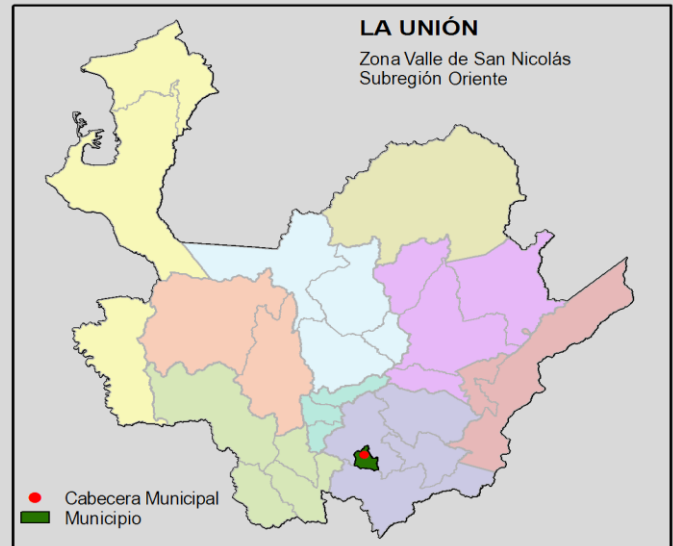 LA UNIÓN
Zona Valle de San Nicolás
Subregión Oriente
Cabecera Municipal
Municipio